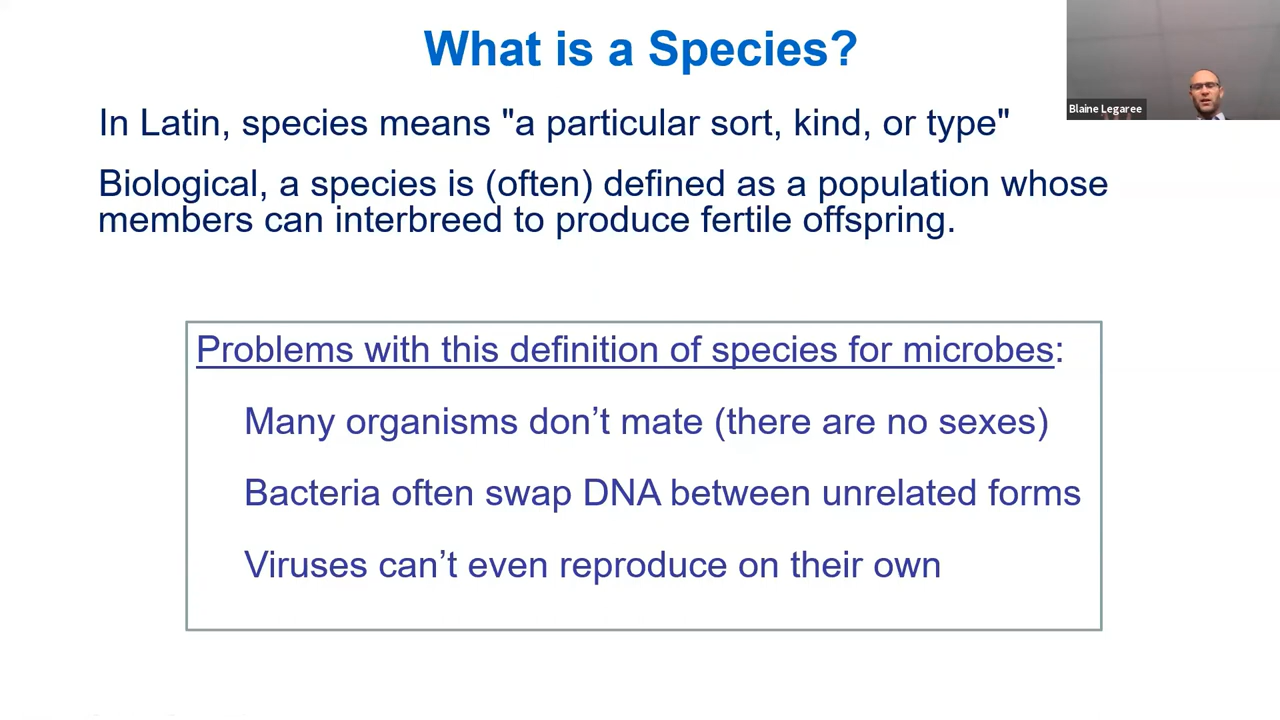 What is a Species?
Blaine Legaree
In Latin, species means "a particular sort, kind, or type"
Biological, a species is (often) defined as a population whose
members can interbreed to produce fertile offspring.
Problems with this definition of species for microbes:
Many organisms don’t mate (there are no sexes)
Bacteria often swap DNA between unrelated forms
Viruses can’t even reproduce on their own